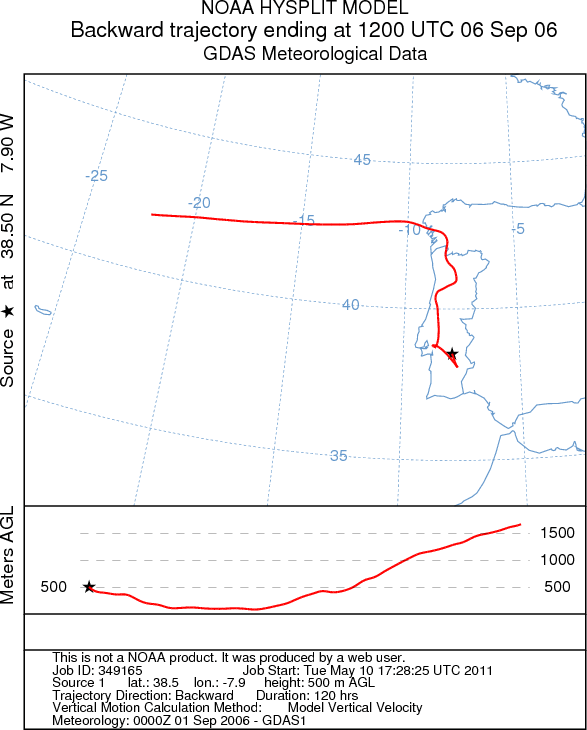 NOAA HYSPLIT MODEL
Backward trajectory ending at 1200 UTC 06 Sep 06
GDAS Meteorological Data
Source ★ at 38.50 N 7.90 W
45
-25
-20
-15
-10
-5
40
35
Meters AGL
1500
1000
500
500
This is not a NOAA product. It was produced by a web user.
Job ID: 349165 Job Start: Tue May 10 17:28:25 UTC 2011
Source 1 lat.: 38.5 lon.: -7.9 height: 500 m AGL
Trajectory Direction: Backward Duration: 120 hrs
Vertical Motion Calculation Method: Model Vertical Velocity
Meteorology: 0000Z 01 Sep 2006 - GDAS1